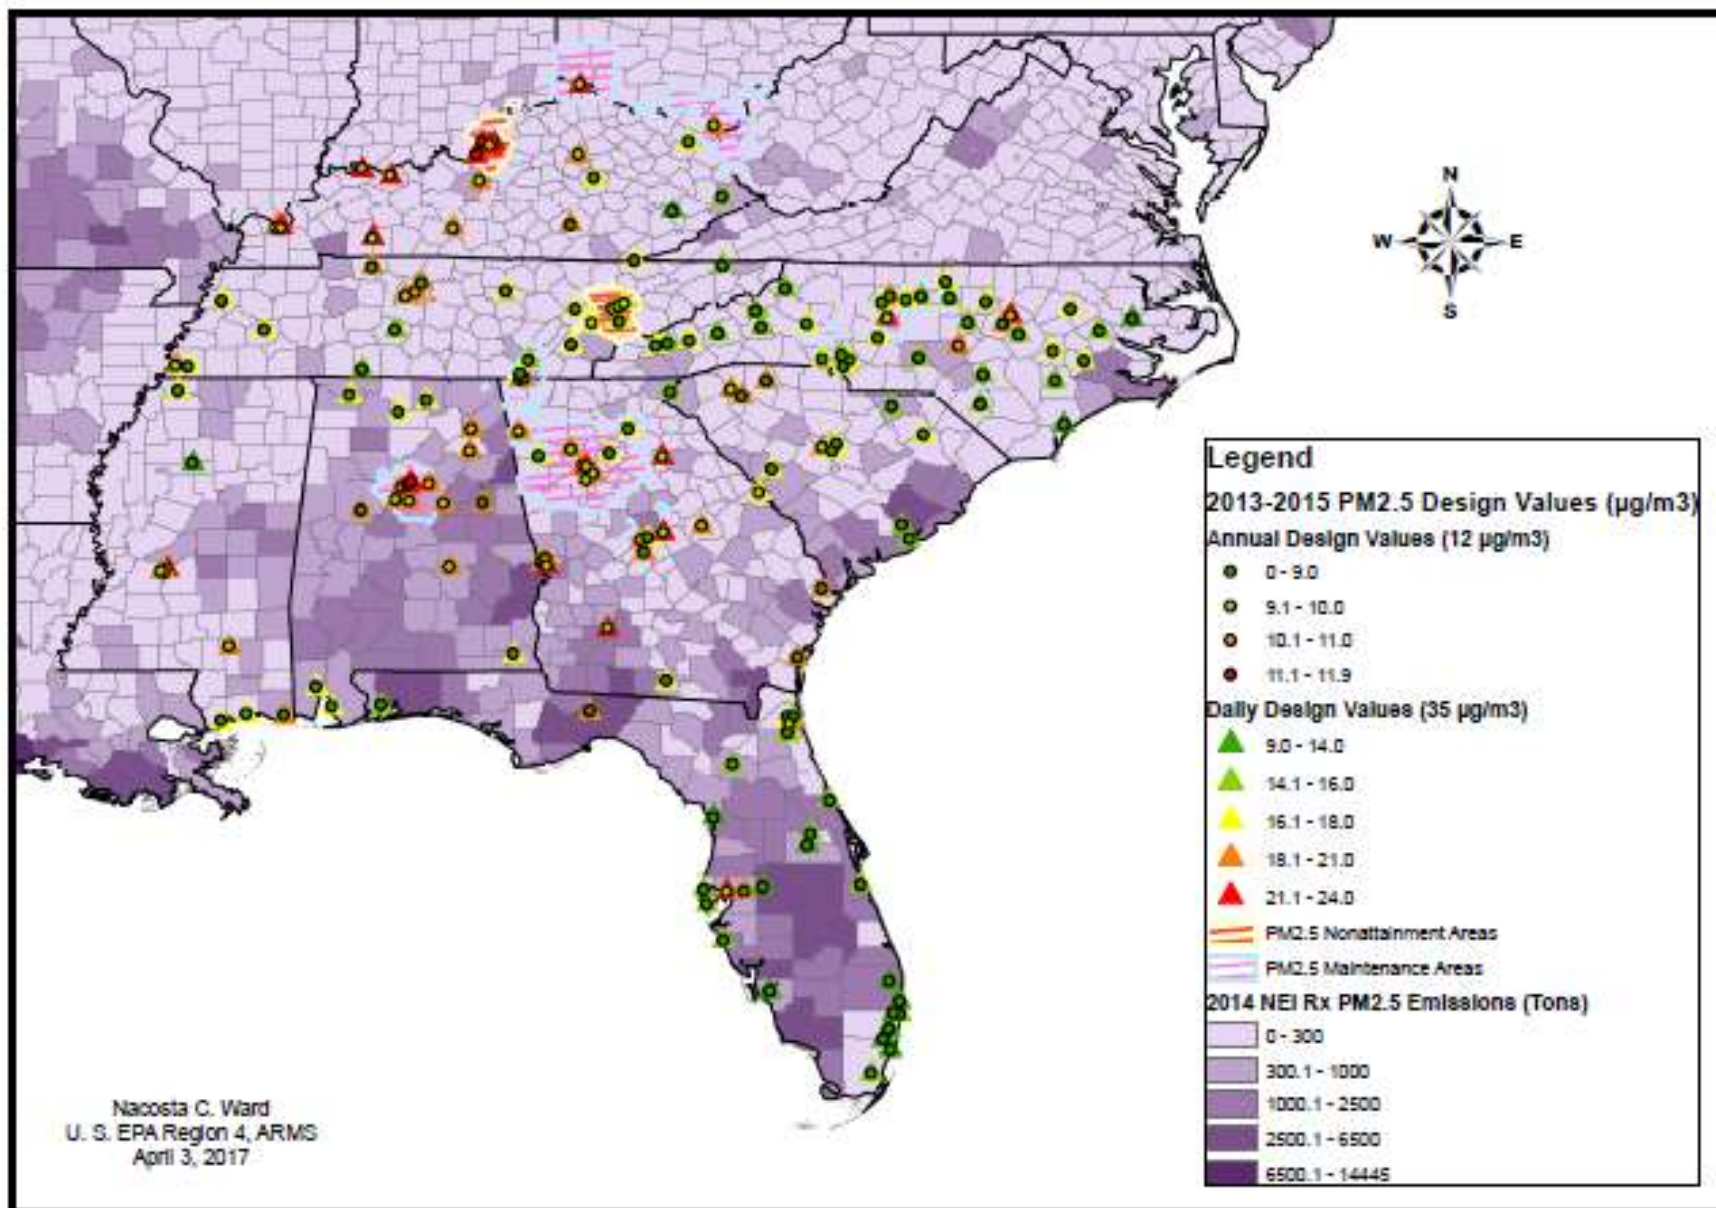 N
W
E
S
Legend
2013-2015 PM2.5 Design Values (µg/m3)
Annual Design Values (12 µg/m3)
0 - 9.0
9.1 - 10.0
10.1 - 11.0
11.1 - 11.9
Daily Design Values (35 µg/m3)
9.0 - 14.0
14.1 - 16.0
16.1 - 18.0
18.1 - 21.0
21.1 - 24.0
PM2.5 Nonattainment Areas
PM2.5 Maintenance Areas
2014 NEI Rx PM2.5 Emissions (Tons)
0 - 300
300.1 - 1000
1000.1 - 2500
2500.1 - 6500
6500.1 - 14445
Nacosta C. Ward
U. S. EPA Region 4, ARMS
April 3, 2017